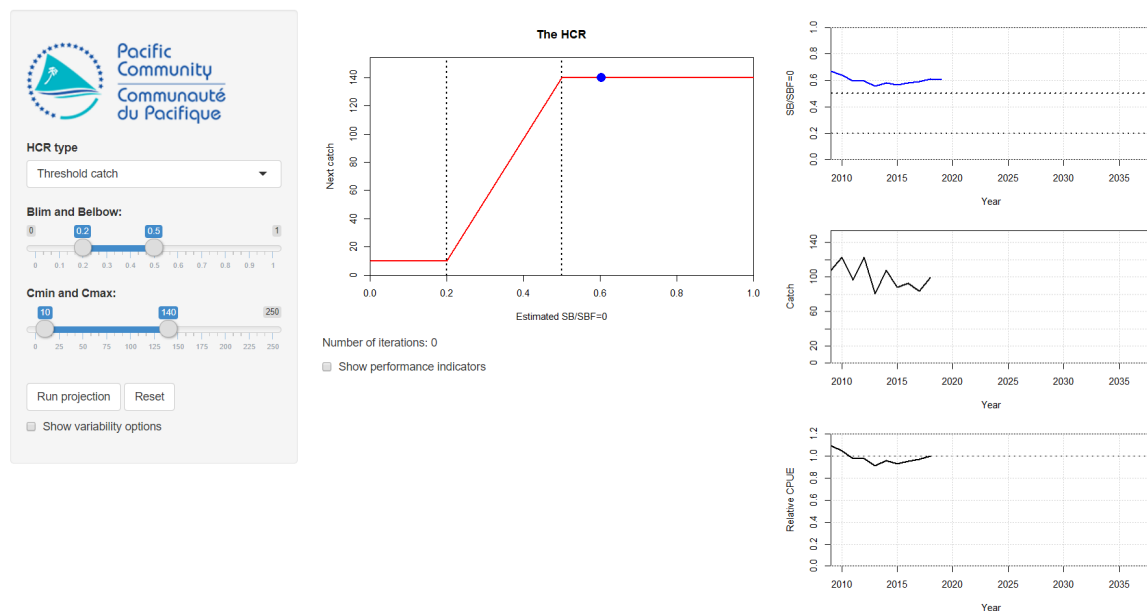 Pacific
Community
Communauté
du Pacifique
HCR type
Threshold catch
Blim and Belbow:
0 0.2 0.5 1
0 0.1 0.2 0.3 0.4 0.5 0.6 0.7 0.8 0.9 1
Cmin and Cmax:
10 140 250
0 25 50 75 100 125 150 175 200 225 250
Run projection Reset
Show variability options
The HCR
Next catch
140
120
100
80
60
40
20
0
0.0 0.2 0.4 0.6 0.8 1.0
Estimated SB/SBF=0
Number of iterations: 0
Show performance indicators
SB/SBF=0
1.0
0.8
0.6
0.4
0.2
0.0
2010 2015 2020 2025 2030 2035
Year
Catch
140
100
60
20
0
2010 2015 2020 2025 2030 2035
Year
Relative CPUE
1.2
1.0
0.8
0.6
0.4
0.2
0.0
2010 2015 2020 2025 2030 2035
Year